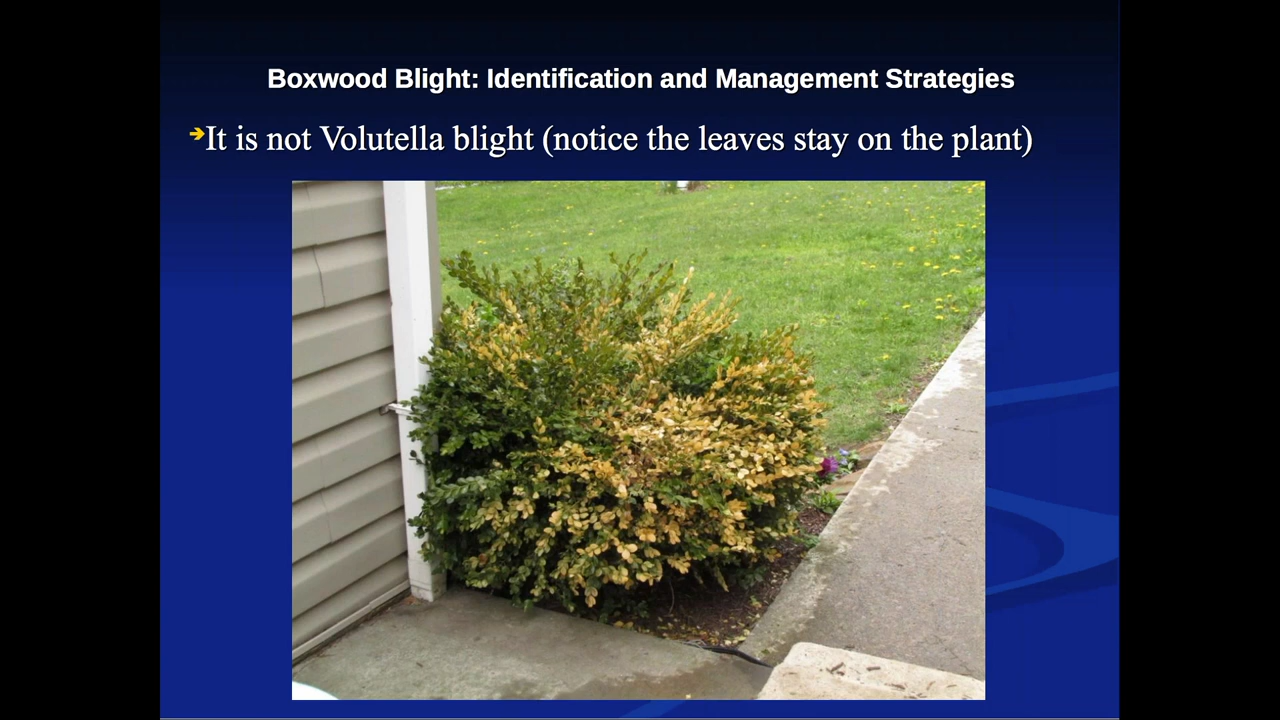 Boxwood Blight: Identification and Management Strategies
➔It is not Volutella blight (notice the leaves stay on the plant)